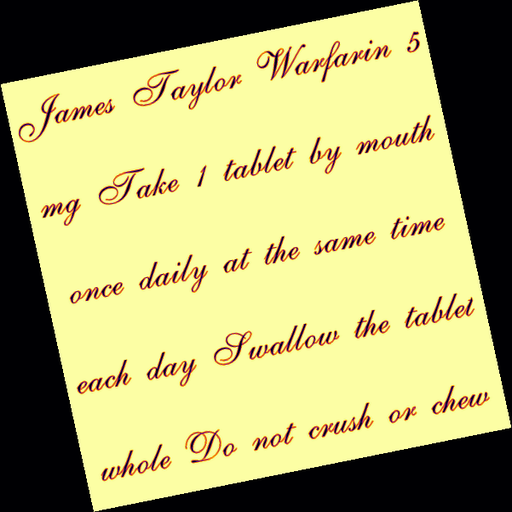 James Taylor Warfarin 5
mg Take 1 tablet by mouth
once daily at the same time
each day Swallow the tablet
whole Do not crush or chew